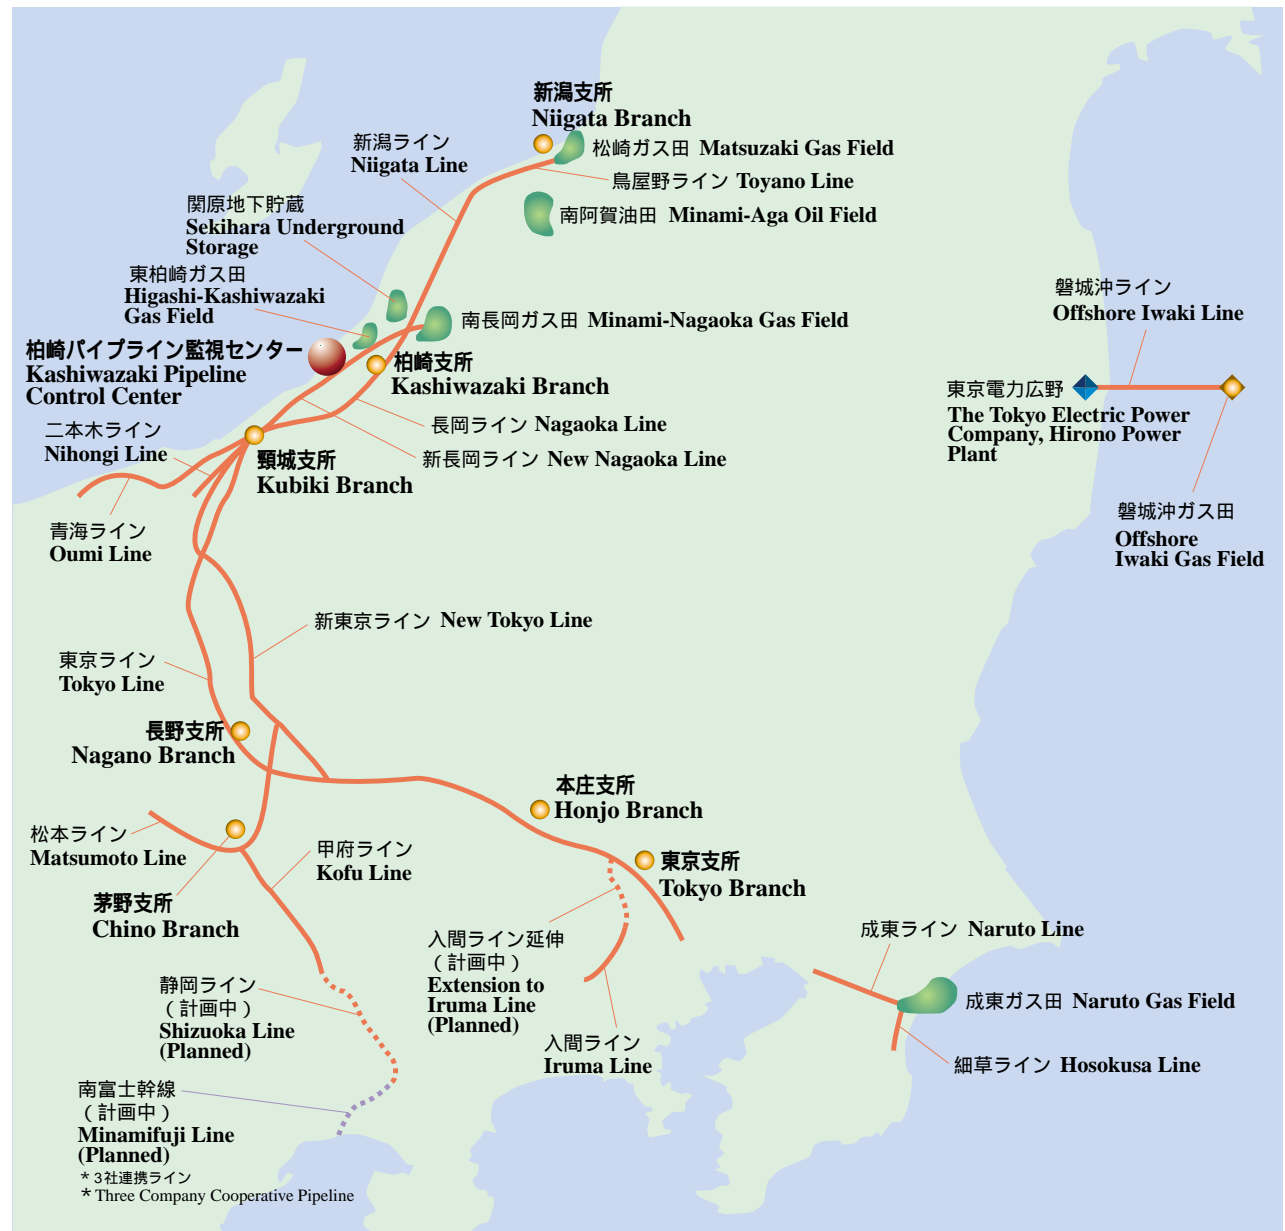 新潟支所
Niigata Branch
新潟ライン
Niigata Line
松崎ガス田 Matsuzaki Gas Field
鳥屋野ライン Toyano Line
関原地下貯蔵
Sekihara Underground
Storage
南阿賀油田 Minami-Aga Oil Field
東柏崎ガス田
Higashi-Kashiwazaki
Gas Field
南長岡ガス田 Minami-Nagaoka Gas Field
磐城沖ライン
Offshore Iwaki Line
柏崎パイプライン監視センター
Kashiwazaki Pipeline
Control Center
柏崎支所
Kashiwazaki Branch
東京電力広野
The Tokyo Electric Power
Company, Hirono Power
Plant
長岡ライン Nagaoka Line
二本木ライン
Nihongi Line
新長岡ライン New Nagaoka Line
頸城支所
Kubiki Branch
磐城沖ガス田
Offshore
Iwaki Gas Field
青海ライン
Oumi Line
新東京ライン New Tokyo Line
東京ライン
Tokyo Line
長野支所
Nagano Branch
本庄支所
Honjo Branch
松本ライン
Matsumoto Line
甲府ライン
Kofu Line
東京支所
Tokyo Branch
茅野支所
Chino Branch
入間ライン延伸
(計画中)
Extension to
Iruma Line
(Planned)
成東ライン Naruto Line
静岡ライン
(計画中)
Shizuoka Line
(Planned)
成東ガス田 Naruto Gas Field
入間ライン
Iruma Line
細草ライン Hosokusa Line
南富士幹線
(計画中)
Minamifuji Line
(Planned)
*3社連携ライン
* Three Company Cooperative Pipeline